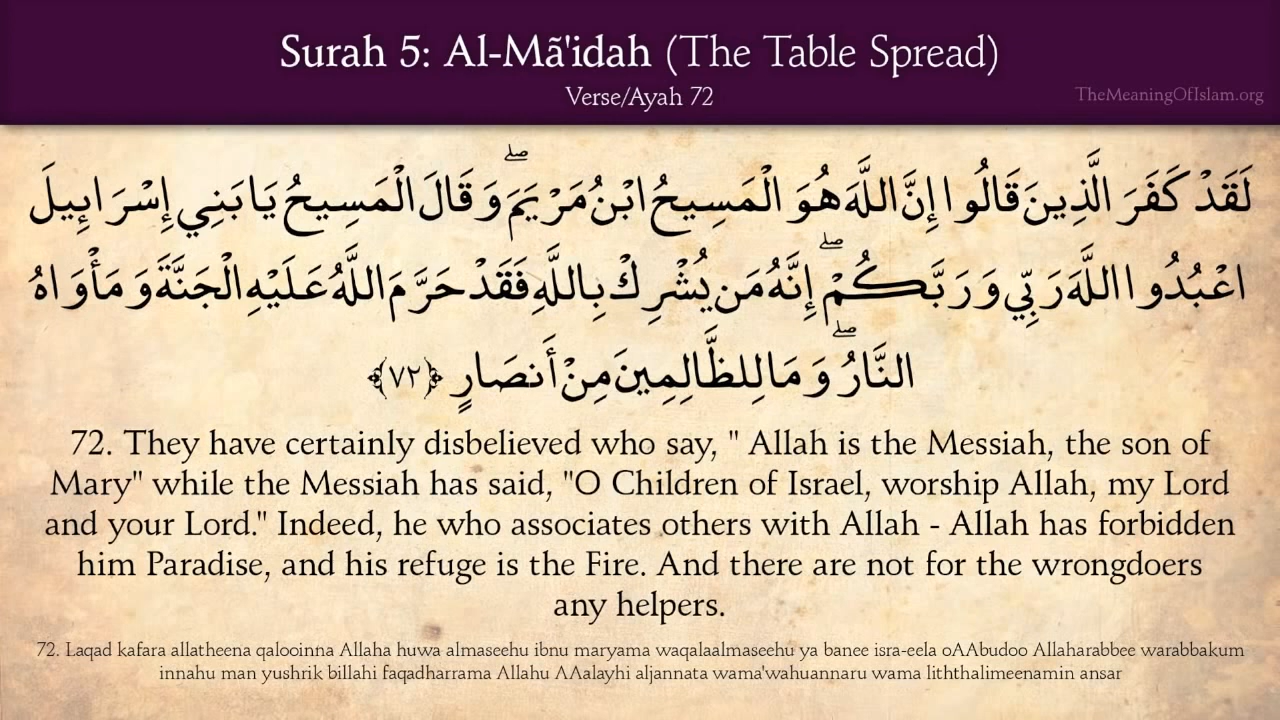 Surah 5: Al-Mã'idah (The Table Spread)
Verse/Ayah 72
TheMeaningOfIslam.org
لَقَدْ كَفَرَ الَّذِينَ قَالُوا إِنَّ اللَّهَ هُوَ الْمَسِيحُ ابْنُ مَرْيَمَ ۖ وَقَالَ الْمَسِيحُ يَا بَنِي إِسْرَائِيلَ
اعْبُدُوا اللَّهَ رَبِّي وَرَبَّكُمْ ۖ إِنَّهُ مَن يُشْرِكْ بِاللَّهِ فَقَدْ حَرَّمَ اللَّهُ عَلَيْهِ الْجَنَّةَ وَمَأْوَاهُ
النَّارُ ۖ وَمَا لِلظَّالِمِينَ مِنْ أَنصَارٍ ﴿٧٢﴾
72. They have certainly disbelieved who say, " Allah is the Messiah, the son of
Mary" while the Messiah has said, "O Children of Israel, worship Allah, my Lord
and your Lord." Indeed, he who associates others with Allah - Allah has forbidden
him Paradise, and his refuge is the Fire. And there are not for the wrongdoers
any helpers.
72. Laqad kafara allatheena qalooinna Allaha huwa almaseehu ibnu maryama waqalaalmaseehu ya banee isra-eela oAAbudoo Allaharabbee warabbakum
innahu man yushrik billahi faqadharrama Allahu AAalayhi aljannata wama'wahuannaru wama liththalimeenamin ansar